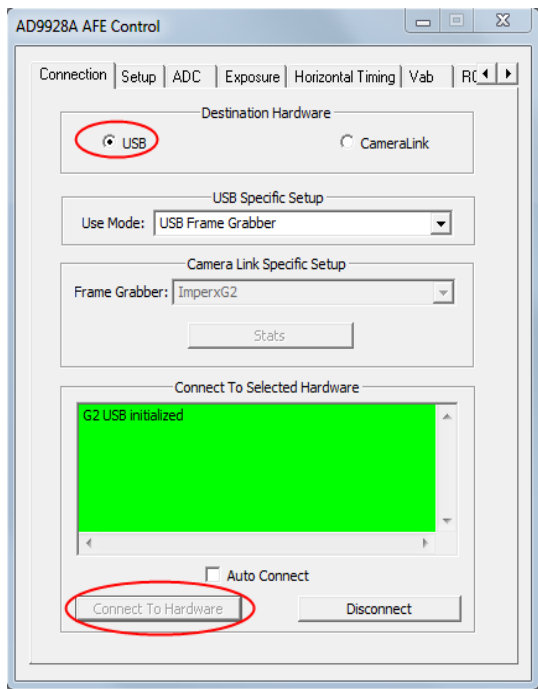 AD9928A AFE Control
Connection Setup ADC Exposure Horizontal Timing Vab
Destination Hardware
USB CameraLink
USB Specific Setup
Use Mode: USB Frame Grabber
Camera Link Specific Setup
Frame Grabber: ImperxG2
Stats
Connect To Selected Hardware
G2 USB initialized
Auto Connect
Connect To Hardware Disconnect